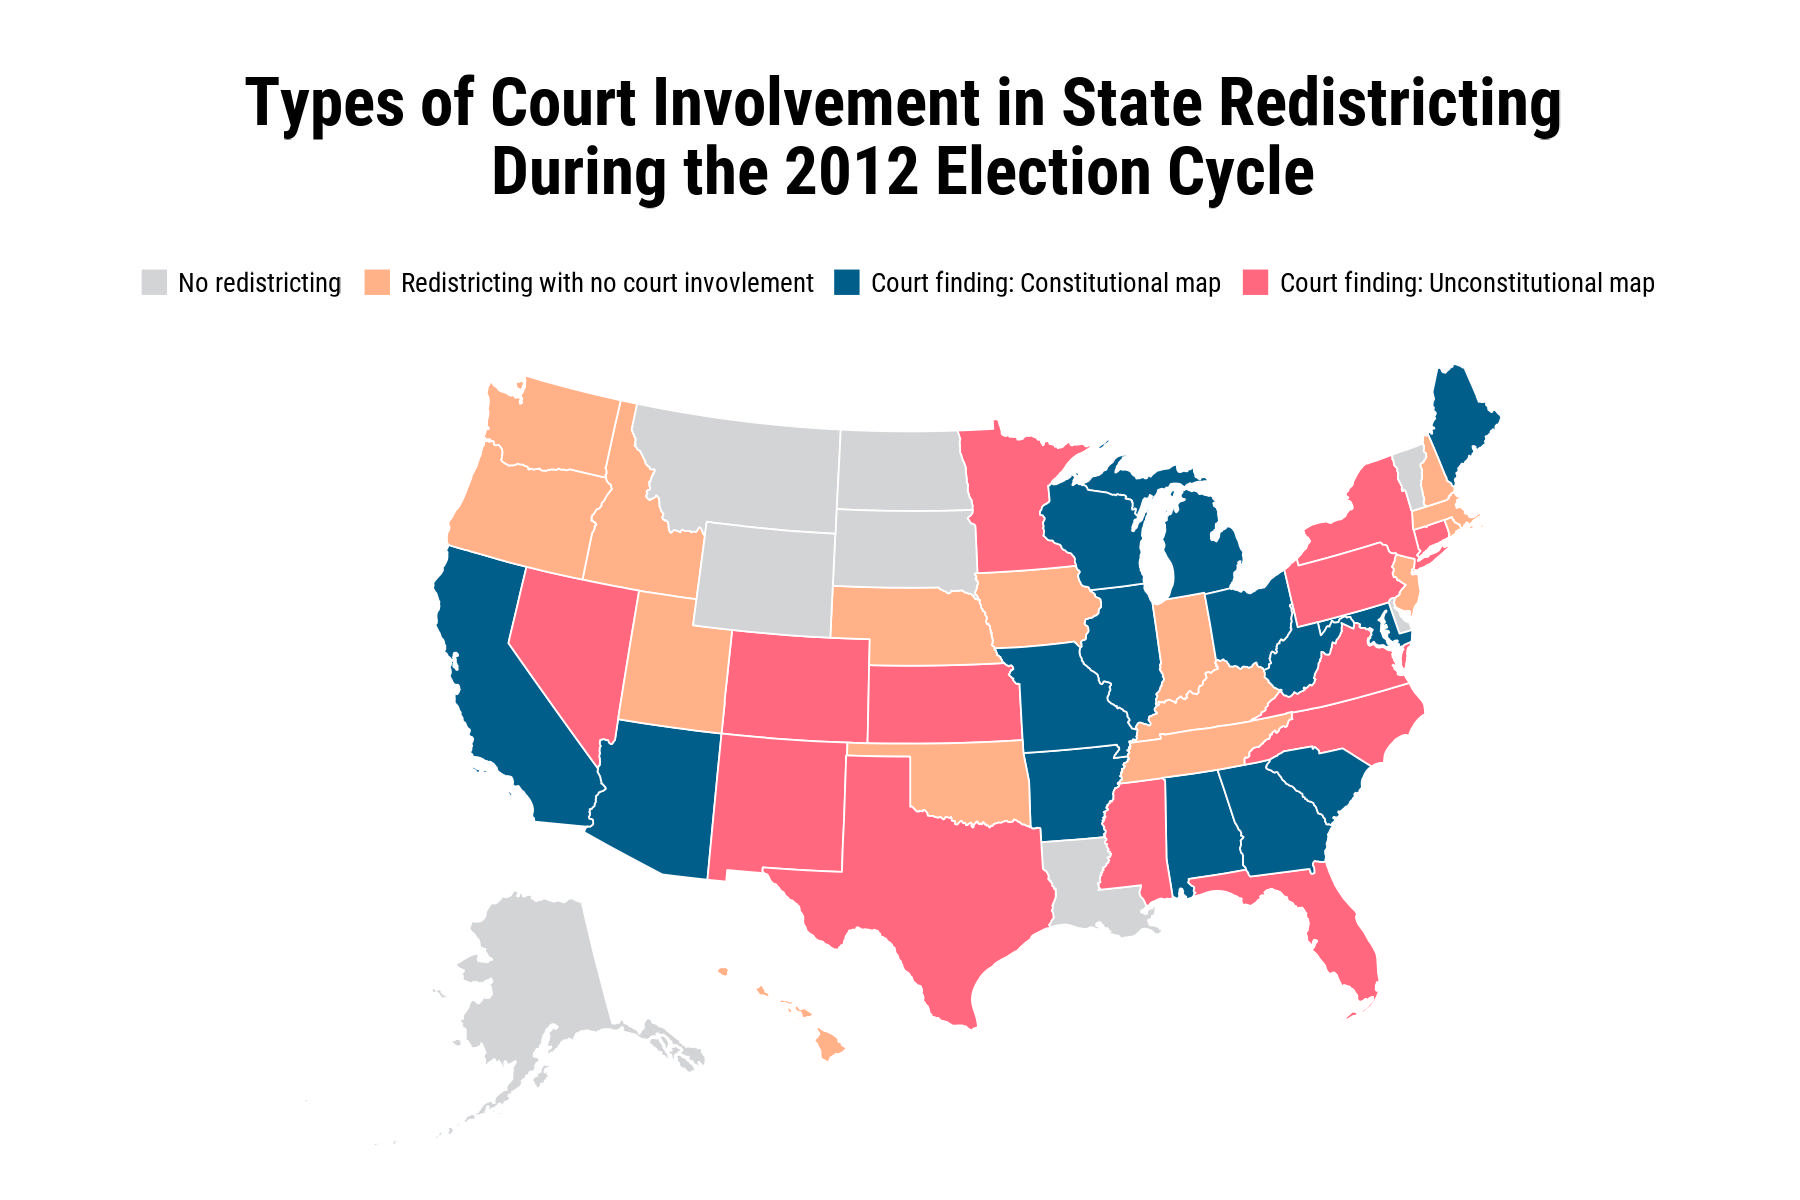 Types of Court Involvement in State Redistricting
During the 2012 Election Cycle
No redistricting
Redistricting with no court invovlement
Court finding: Constitutional map
Court finding: Unconstitutional map